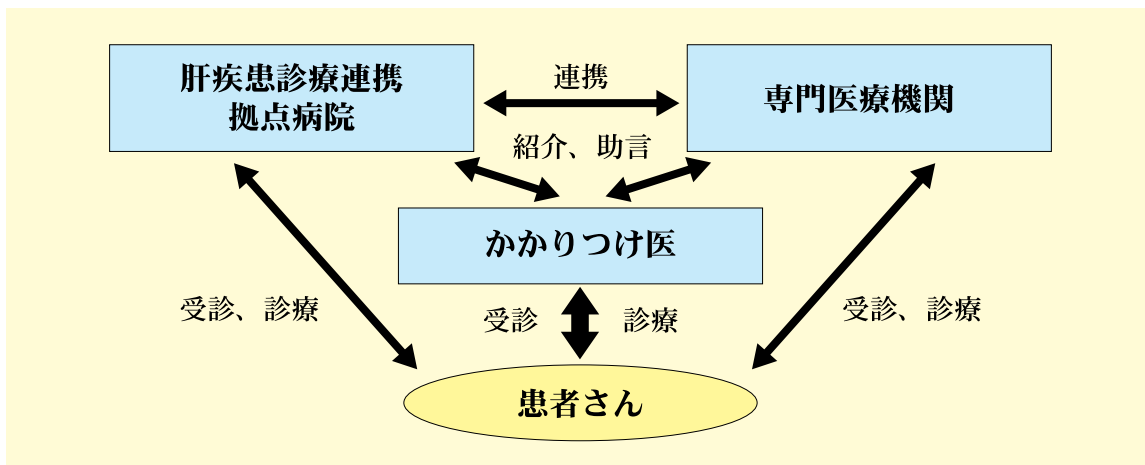 肝疾患診療連携
拠点病院
連携
専門医療機関
紹介、助言
かかりつけ医
受診、診療
受診
診療
受診、診療
患者さん